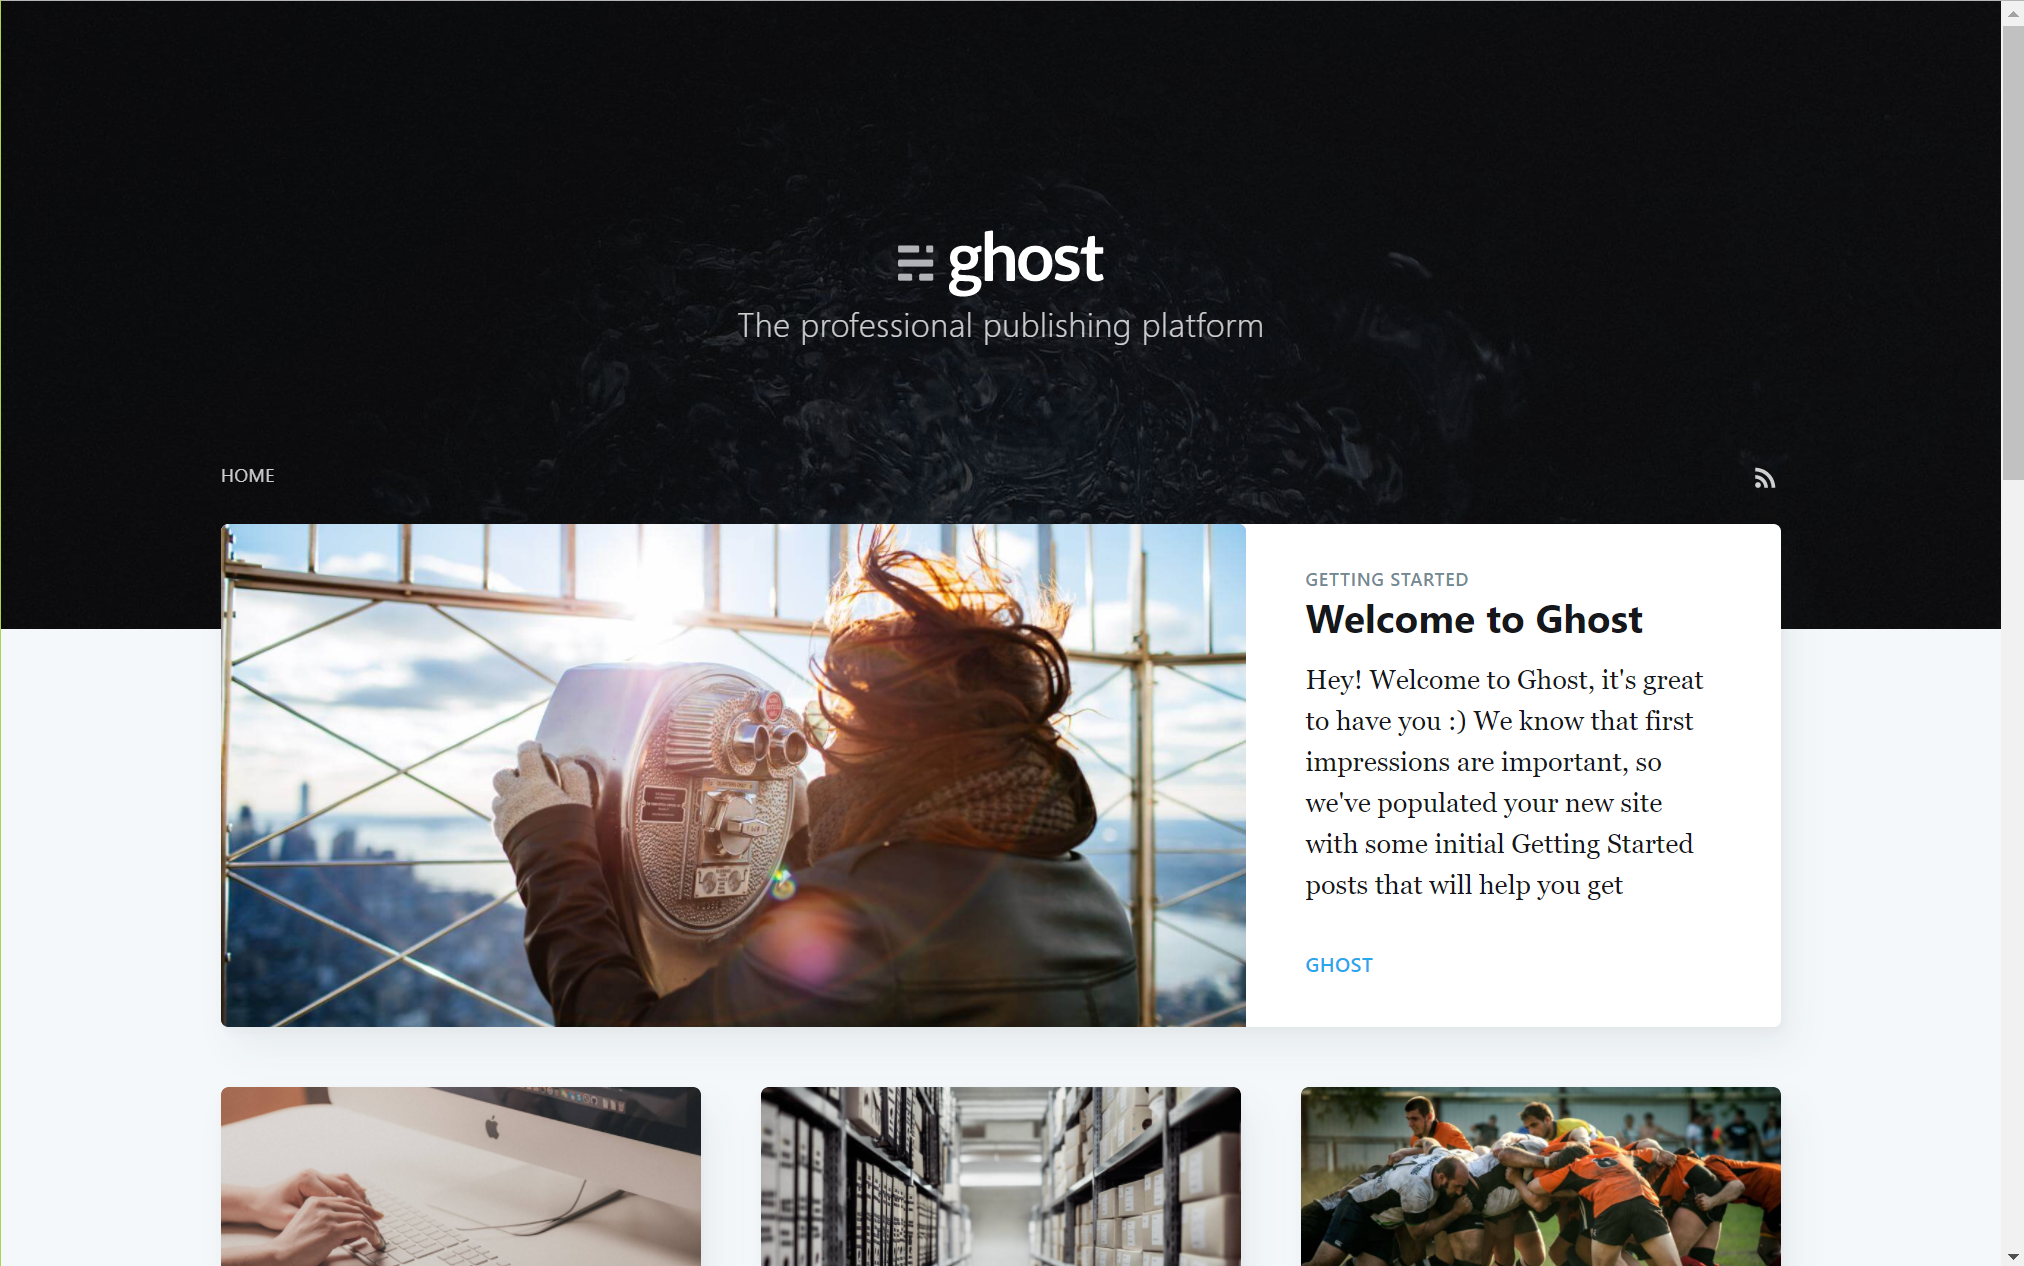 ghost
The professional publishing platform
HOME
GETTING STARTED
Welcome to Ghost
Hey! Welcome to Ghost, it's great
to have you :) We know that first
impressions are important, so
we've populated your new site
with some initial Getting Started
posts that will help you get
GHOST